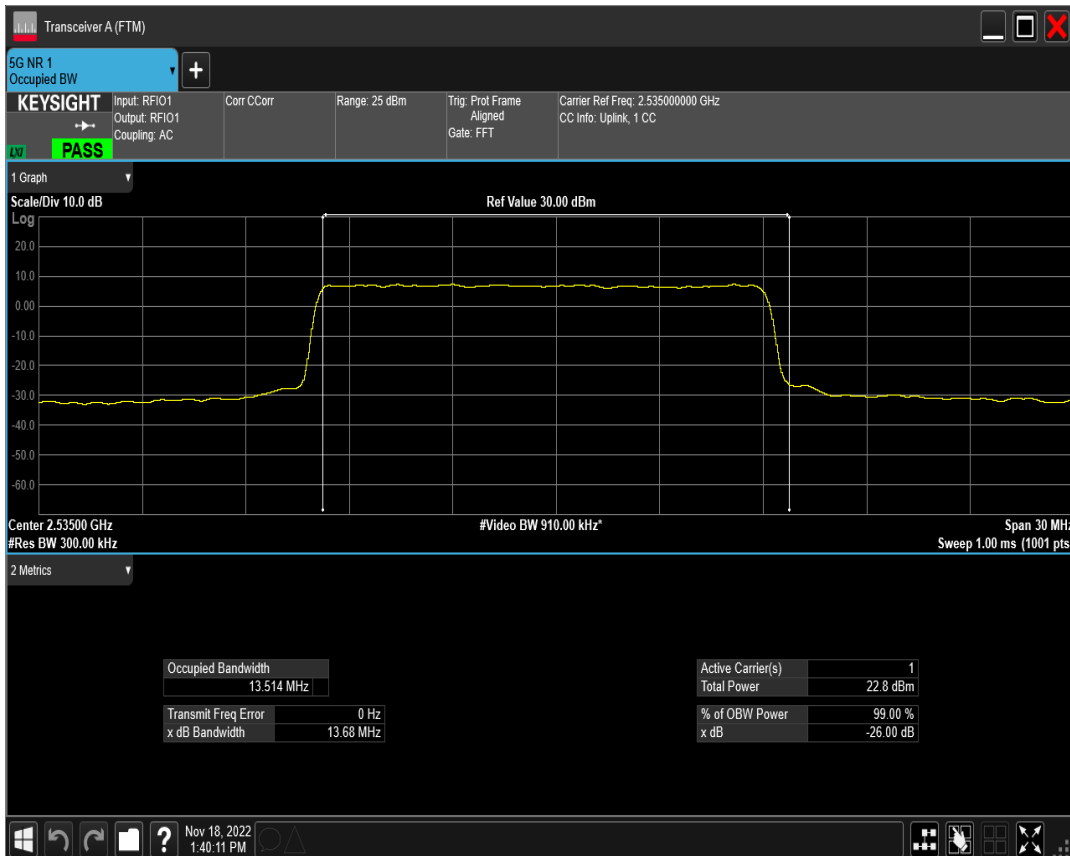 Transceiver A (FTM)
5G NR 1
Occupied BW
+
KEYSIGHT
LXI
PASS
Input: RFIO1
Output: RFIO1
Coupling: AC
Corr CCorr
Range: 25 dBm
Trig: Prot Frame
Aligned
Gate: FFT
Carrier Ref Freq: 2.535000000 GHz
CC Info: Uplink, 1 CC
1 Graph
Scale/Div 10.0 dB
Ref Value 30.00 dBm
Log
20.0
10.0
0.00
-10.0
-20.0
-30.0
-40.0
-50.0
-60.0
Center 2.53500 GHz
#Video BW 910.00 kHz*
Span 30 MHz
#Res BW 300.00 kHz
Sweep 1.00 ms (1001 pts
2 Metrics
Occupied Bandwidth
13.514 MHz
Transmit Freq Error 0 Hz
x dB Bandwidth 13.68 MHz
Active Carrier(s) 1
Total Power 22.8 dBm
% of OBW Power 99.00 %
x dB -26.00 dB
?
Nov 18, 2022
1:40:11 PM